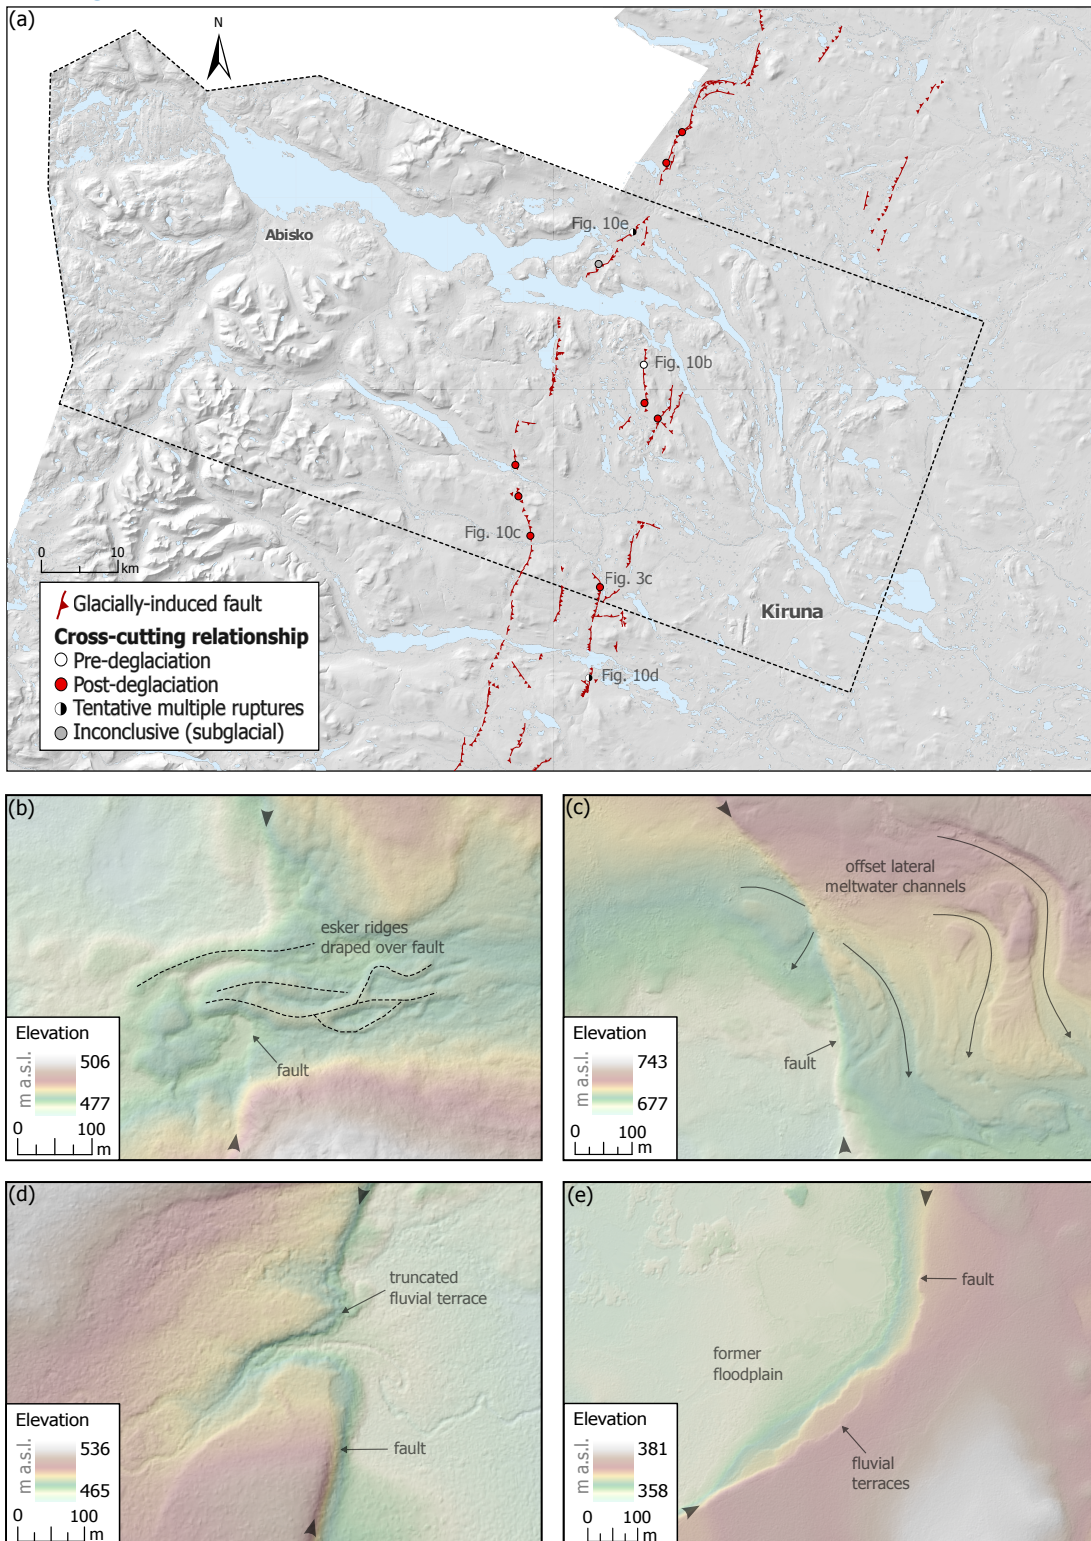 (a)
N
Fig. 10e
Abisko
Fig. 10b
Fig. 10c
0 10
km
Fig. 3c
Kiruna
Fig. 10d
Glacially-induced fault
Cross-cutting relationship
Pre-deglaciation
Post-deglaciation
Tentative multiple ruptures
Inconclusive (subglacial)
(b)
esker ridges
draped over fault
fault
Elevation
m a.s.l.
506
477
0 100
m
(c)
offset lateral
meltwater channels
fault
Elevation
m a.s.l.
743
677
0 100
m
(d)
truncated
fluvial terrace
fault
Elevation
m a.s.l.
536
465
0 100
m
(e)
fault
former
floodplain
fluvial
terraces
Elevation
m a.s.l.
381
358
0 100
m